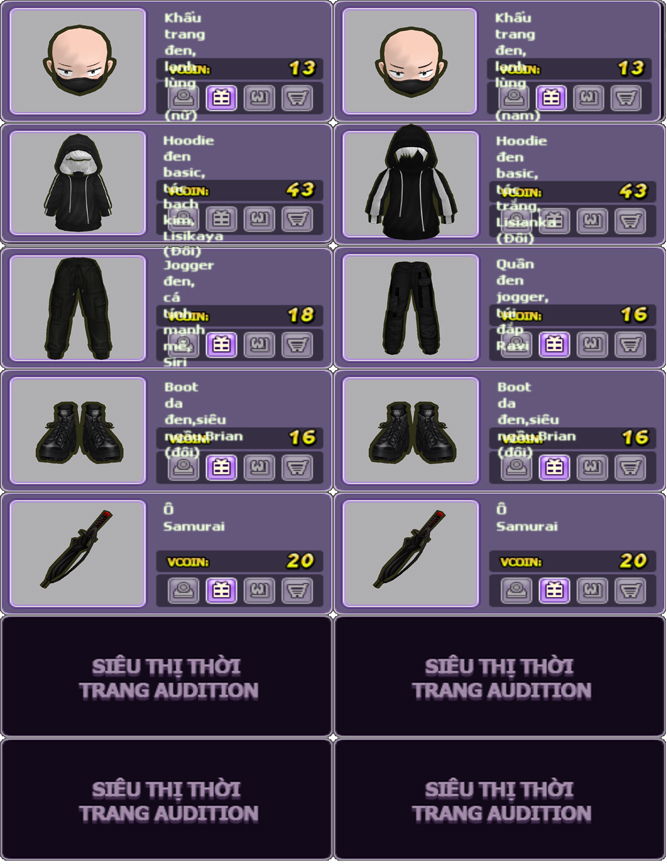 Khẩu
trang
đen,
lạnh
lùng
(nữ)
VCOIN: 13
Khẩu
trang
đen,
lạnh
lùng
(nam)
VCOIN: 13
Hoodie
đen
basic,
tóc
bạch
kim,
Lisikaya
(Đôi)
VCOIN: 43
Hoodie
đen
basic,
tóc
trắng,
Lisianka
(Đôi)
VCOIN: 43
Jogger
đen,
cá
tính
mạnh
mẽ,
Siri
VCOIN: 18
Quần
đen
jogger,
túi
đắp
Ravi
VCOIN: 16
Boot
da
đen,siêu
ngầu,Brian
(đôi)
VCOIN: 16
Boot
da
đen,siêu
ngầu,Brian
(đôi)
VCOIN: 16
Ô
Samurai
VCOIN: 20
Ô
Samurai
VCOIN: 20
SIÊU THỊ THỜI
TRANG AUDITION
SIÊU THỊ THỜI
TRANG AUDITION
SIÊU THỊ THỜI
TRANG AUDITION
SIÊU THỊ THỜI
TRANG AUDITION